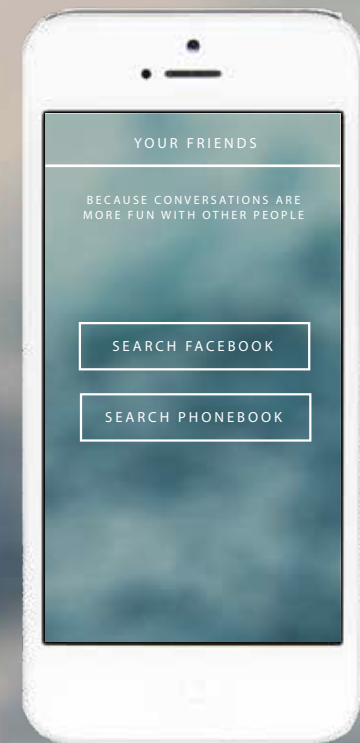 YOUR FRIENDS
BECAUSE CONVERSATIONS ARE
MORE FUN WITH OTHER PEOPLE
SEARCH FACEBOOK
SEARCH PHONEBOOK